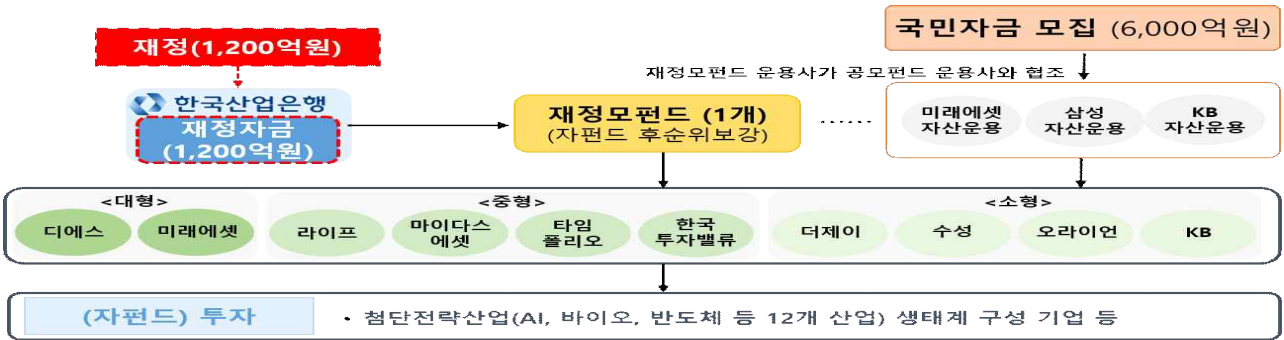 재정(1,200억원)
국민자금 모집 (6,000억원)
재정모펀드 운용사가 공모펀드 운용사와 협조
한국산업은행
재정자금
(1,200억원)
재정모펀드 (1개)
(자펀드 후순위보강)
······
미래에셋
자산운용
삼성
자산운용
KB
자산운용
<대형>
디에스
미래에셋
<중형>
라이프
마이다스
에셋
타임
폴리오
한국
투자밸류
<소형>
더제이
수성
오라이언
KB
(자펀드) 투자
• 첨단전략산업(AI, 바이오, 반도체 등 12개 산업) 생태계 구성 기업 등